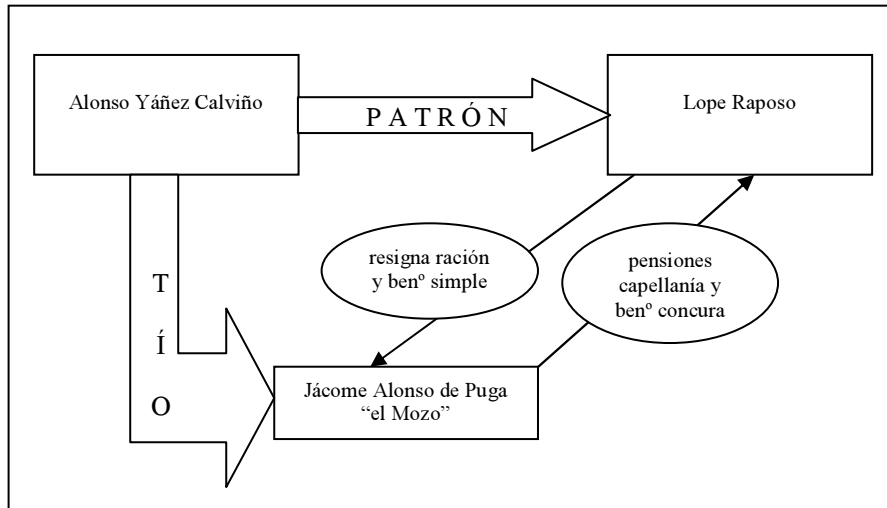 Alonso Yáñez Calviño
Lope Raposo
P A T R Ó N
resigna ración
y benº simple
pensiones
capellanía y
benº concura
T
Í
O
Jácome Alonso de Puga
“el Mozo”